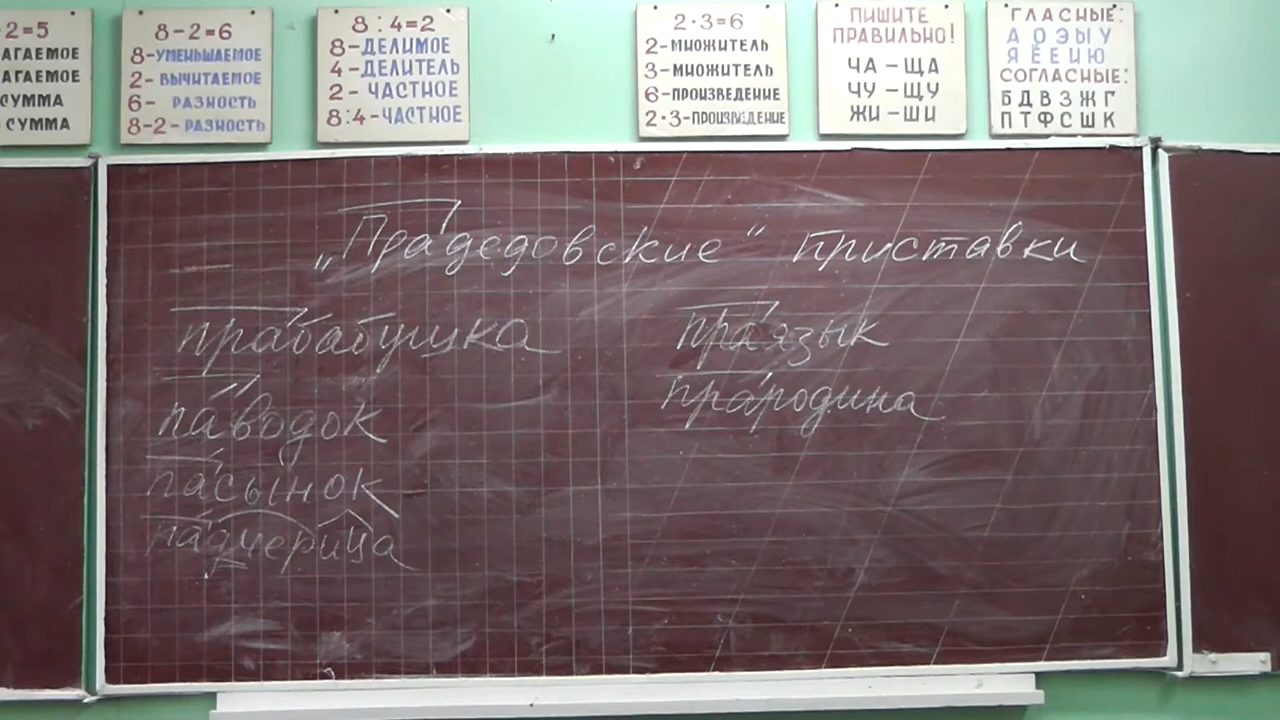 2=5
АГАЕМОЕ
АГАЕМОЕ
СУММА
СУММА
8-2=6
8-УМЕНЬШАЕМОЕ
2-ВЫЧИТАЕМОЕ
6- РАЗНОСТЬ
8-2-РАЗНОСТЬ
8:4=2
8-ДЕЛИМОЕ
4-ДЕЛИТЕЛЬ
2-ЧАСТНОЕ
8:4-ЧАСТНОЕ
2·3=6
2-МНОЖИТЕЛЬ
3-МНОЖИТЕЛЬ
6-ПРОИЗВЕДЕНИЕ
2·3-ПРОИЗВЕДЕНИЕ
ПИШИТЕ
ПРАВИЛЬНО!
ЧА-ЩА
ЧУ-ЩУ
ЖИ-ШИ
ГЛАСНЫЕ:
А О Э Ы У
Я Ё Е И Ю
СОГЛАСНЫЕ:
Б Д В З Ж Г
П Т Ф С Ш К
„Прадедовские“ приставки
прабабушка
паводок
пасынок
падчерица
праязык
прародина